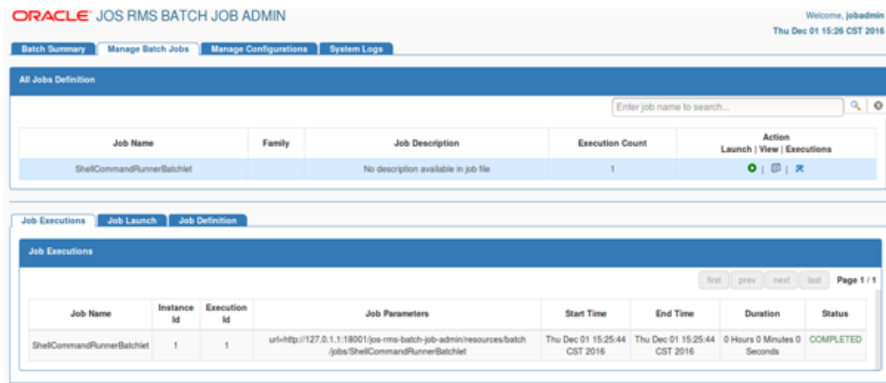 ORACLE JOS RMS BATCH JOB ADMIN
Welcome, jobadmin
Thu Dec 01 15:26 CST 2016
Batch Summary
Manage Batch Jobs
Manage Configurations
System Logs
All Jobs Definition
Enter job name to search...
Job Name
Family
Job Description
Execution Count
Action
Launch | View | Executions
ShellCommandRunnerBatchlet
No description available in job file
1
Job Executions
Job Launch
Job Definition
Job Executions
first prev next last Page 1 / 1
Job Name
Instance
Id
Execution
Id
Job Parameters
Start Time
End Time
Duration
Status
ShellCommandRunnerBatchlet
1
1
url=http://127.0.1.1:18001/jos-rms-batch-job-admin/resources/batch
/jobs/ShellCommandRunnerBatchlet
Thu Dec 01 15:25:44
CST 2016
Thu Dec 01 15:25:44
CST 2016
0 Hours 0 Minutes 0
Seconds
COMPLETED